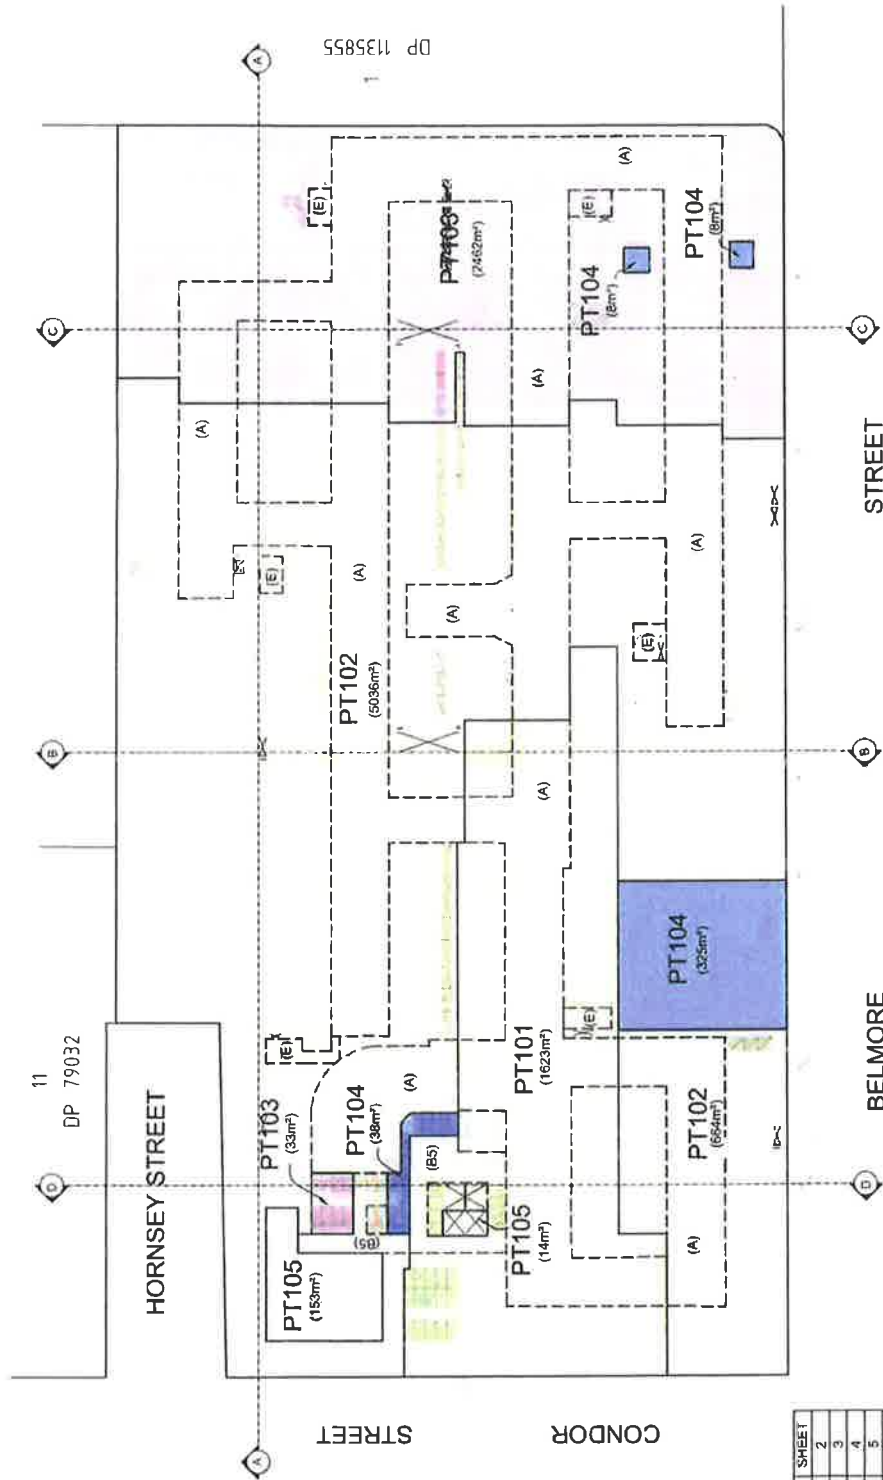 11
DP 79032
HORNSEY STREET
DP 1135855
1
A
A
B
B
C
C
D
D
PT103
(33m²)
PT104
(38m²)
PT105
(153m²)
(B5)
(B5)
PT105
(14m²)
PT101
(1623m²)
PT102
(5036m²)
(2462m²)
PT104
(8m²)
PT104
(8m²)
PT104
(325m²)
PT102
(664m²)
(A)
(A)
(A)
(A)
(A)
(A)
(A)
(A)
(A)
(E)
(E)
(E)
(E)
(E)
(E)
CONDOR
STREET
BELMORE
STREET
SHEET
2
3
4
5